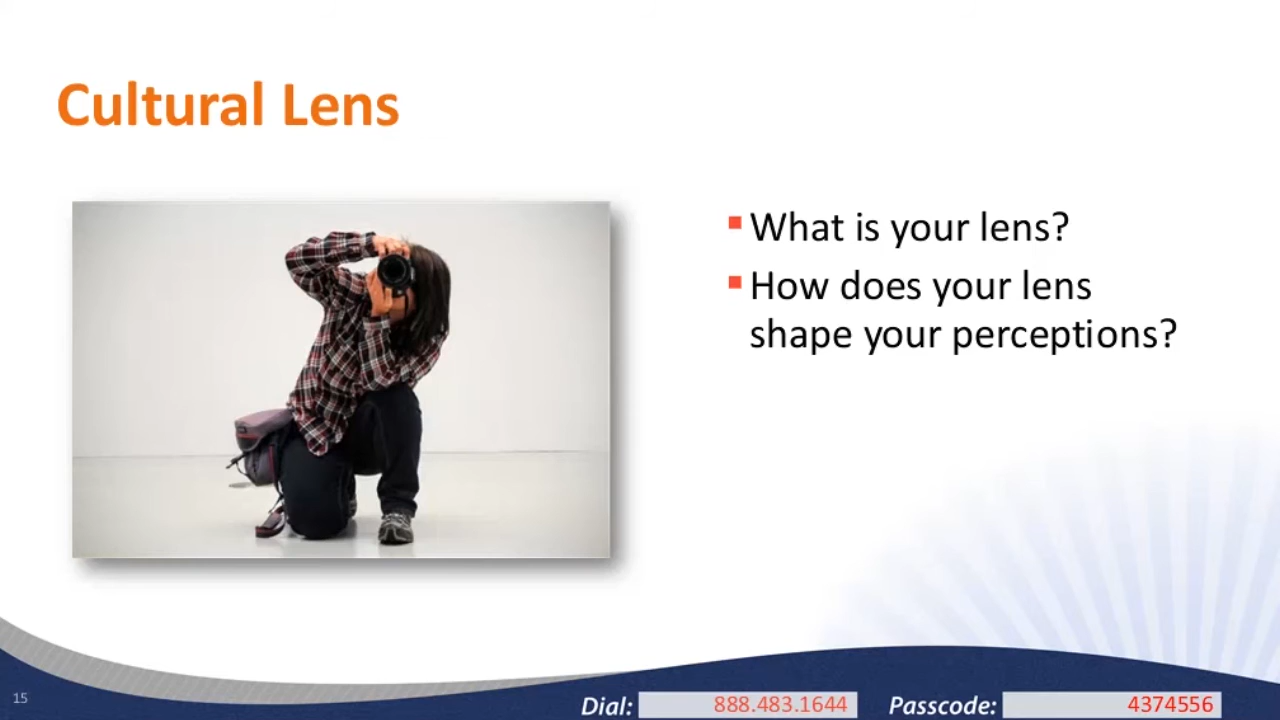 Cultural Lens
What is your lens?
How does your lens
shape your perceptions?
15
Dial: 888.483.1644 Passcode: 4374556